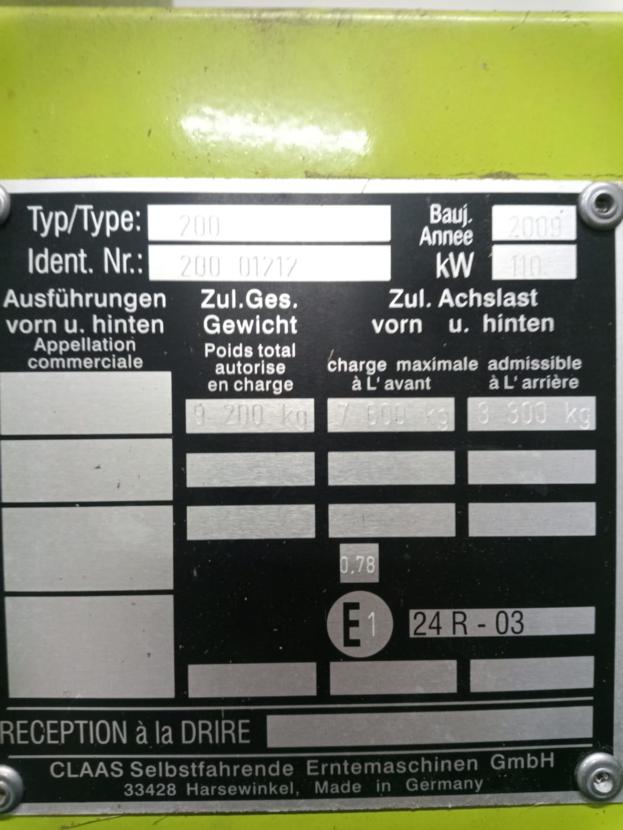 Typ/Type: 200 Bauj. Annee 2009
Ident. Nr.: 200 01212 kW 110
Ausführungen vorn u. hinten
Appellation commerciale
Zul.Ges. Gewicht
Poids total autorise en charge
Zul. Achslast vorn u. hinten
charge maximale admissible
à L'avant à L'arrière
9 200 kg kg 3 300 kg
0,78
E 1 24 R - 03
RECEPTION à la DRIRE
CLAAS Selbstfahrende Erntemaschinen GmbH
33428 Harsewinkel, Made in Germany